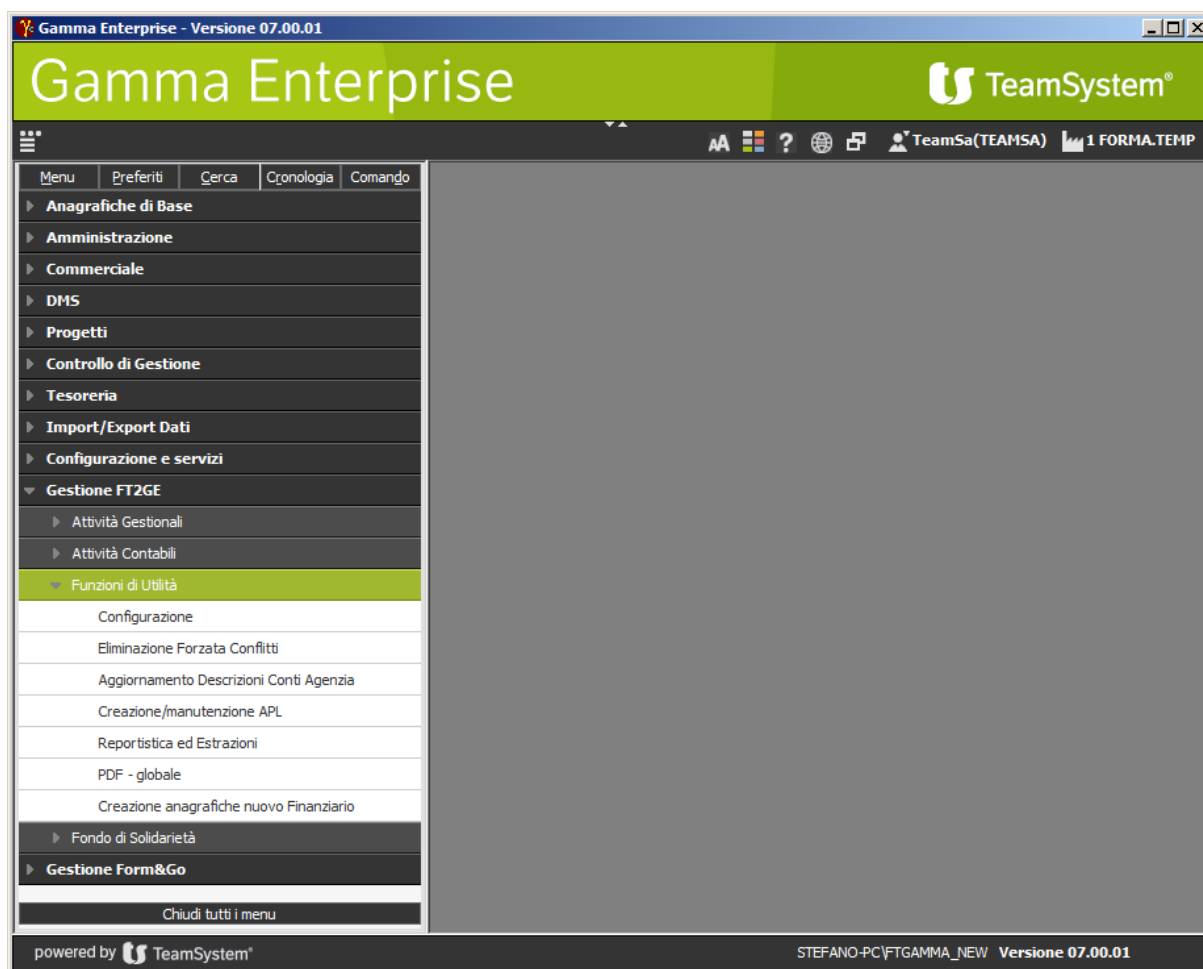 Gamma Enterprise - Versione 07.00.01
Gamma Enterprise
TeamSystem®
AA ? TeamSa(TEAMSA) 1 FORMA.TEMP
Menu Preferiti Cerca Cronologia Comando
Anagrafiche di Base
Amministrazione
Commerciale
DMS
Progetti
Controllo di Gestione
Tesoreria
Import/Export Dati
Configurazione e servizi
Gestione FT2GE
Attività Gestionali
Attività Contabili
Funzioni di Utilità
Configurazione
Eliminazione Forzata Conflitti
Aggiornamento Descrizioni Conti Agenzia
Creazione/manutenzione APL
Reportistica ed Estrazioni
PDF - globale
Creazione anagrafiche nuovo Finanziario
Fondo di Solidarietà
Gestione Form&Go
Chiudi tutti i menu
powered by TeamSystem®
STEFANO-PC\FTGAMMA_NEW Versione 07.00.01